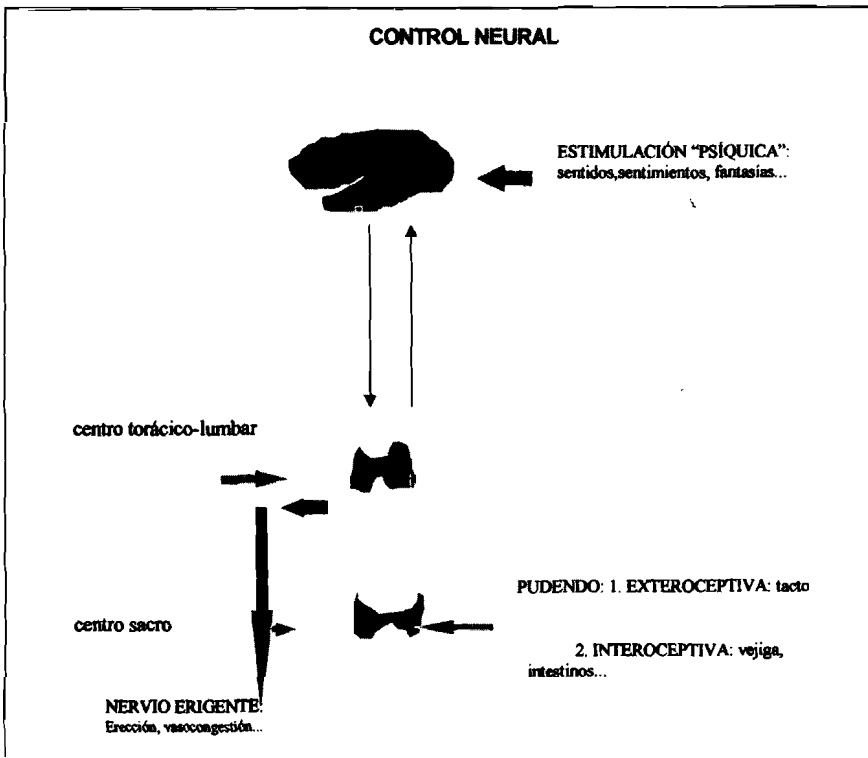 CONTROL NEURAL
ESTIMULACIÓN “PSÍQUICA”:
sentidos,sentimientos, fantasías...
centro torácico-lumbar
PUDENDO: 1. EXTEROCEPTIVA: tacto
centro sacro
2. INTEROCEPTIVA: vejiga,
intestinos...
NERVIO ERIGENTE:
Erección, vasocongestión...